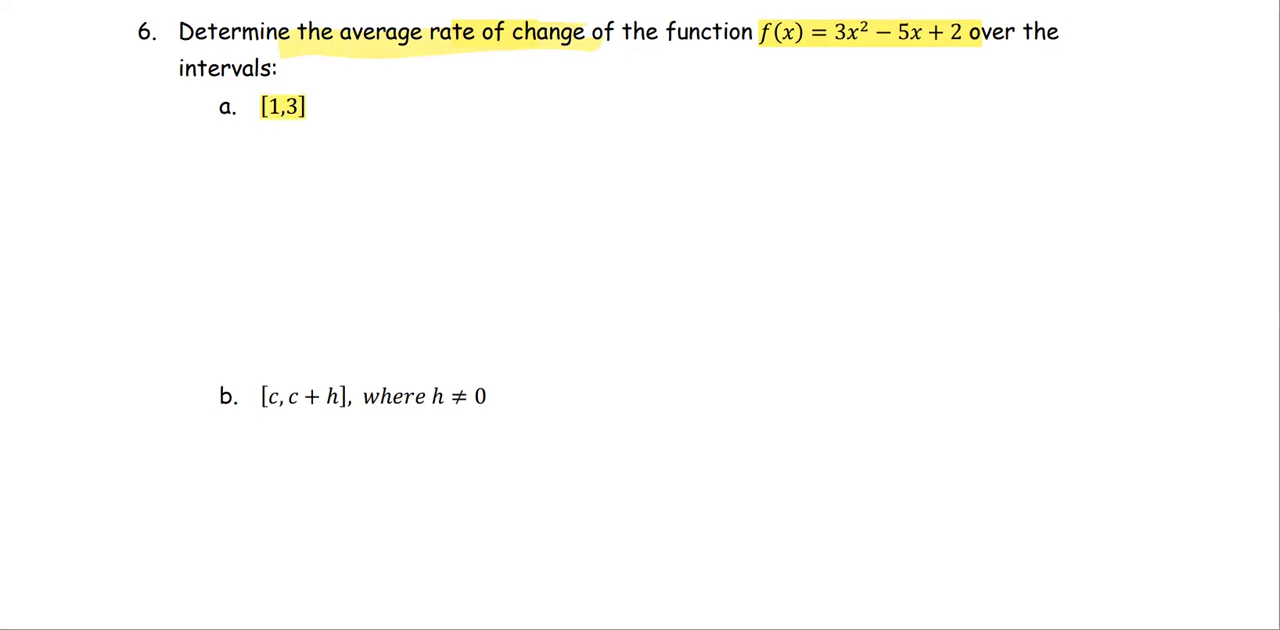 6. Determine the average rate of change of the function f(x) = 3x² − 5x + 2 over the
intervals:
a. [1,3]
b. [c, c + h], where h ≠ 0